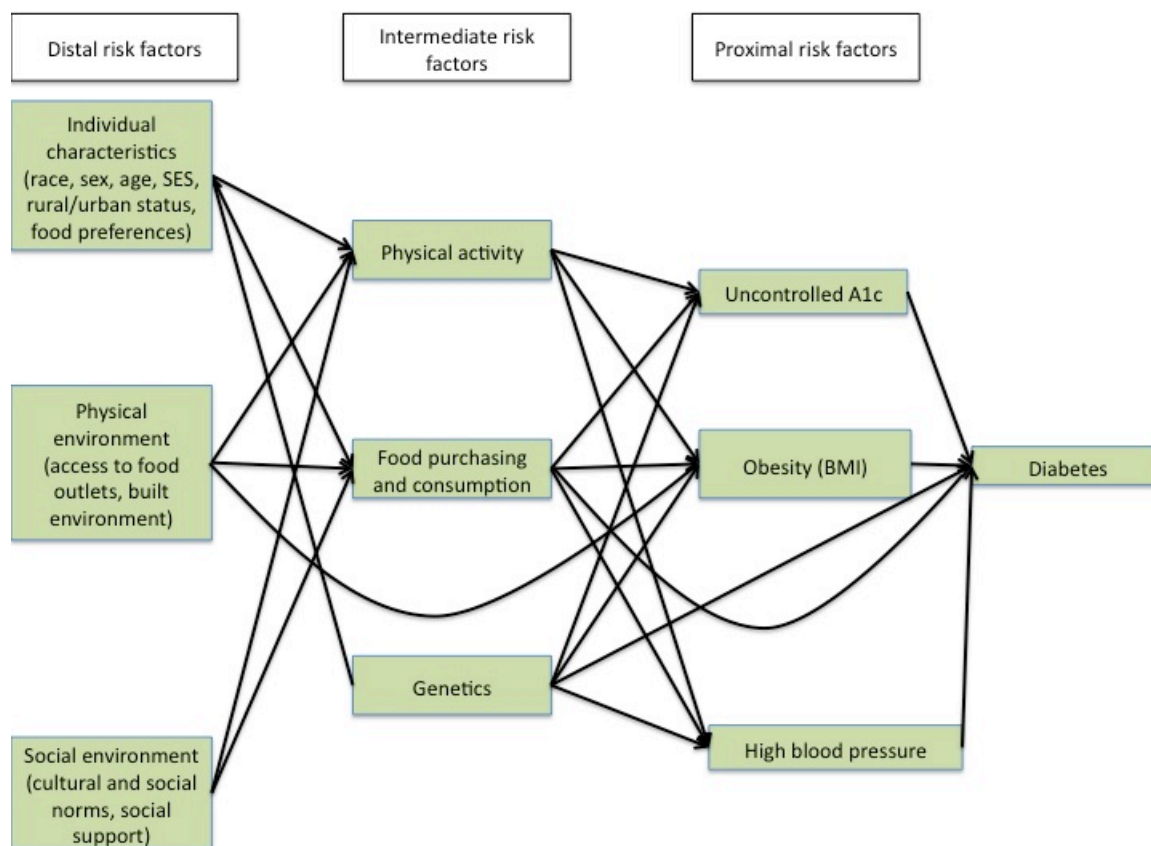 Distal risk factors
Intermediate risk
factors
Proximal risk factors
Individual
characteristics
(race, sex, age, SES,
rural/urban status,
food preferences)
Physical activity
Uncontrolled A1c
Physical
environment
(access to food
outlets, built
environment)
Food purchasing
and consumption
Obesity (BMI)
Diabetes
Genetics
High blood pressure
Social environment
(cultural and social
norms, social
support)